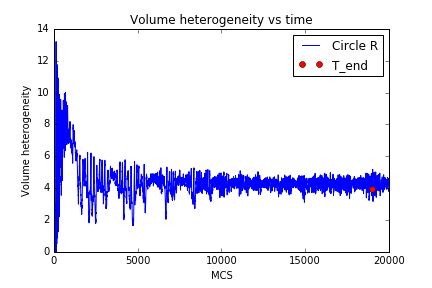 Volume heterogeneity vs time
14
12
10
8
6
4
2
0
Volume heterogeneity
Circle R
T_end
0
5000
10000
15000
20000
MCS